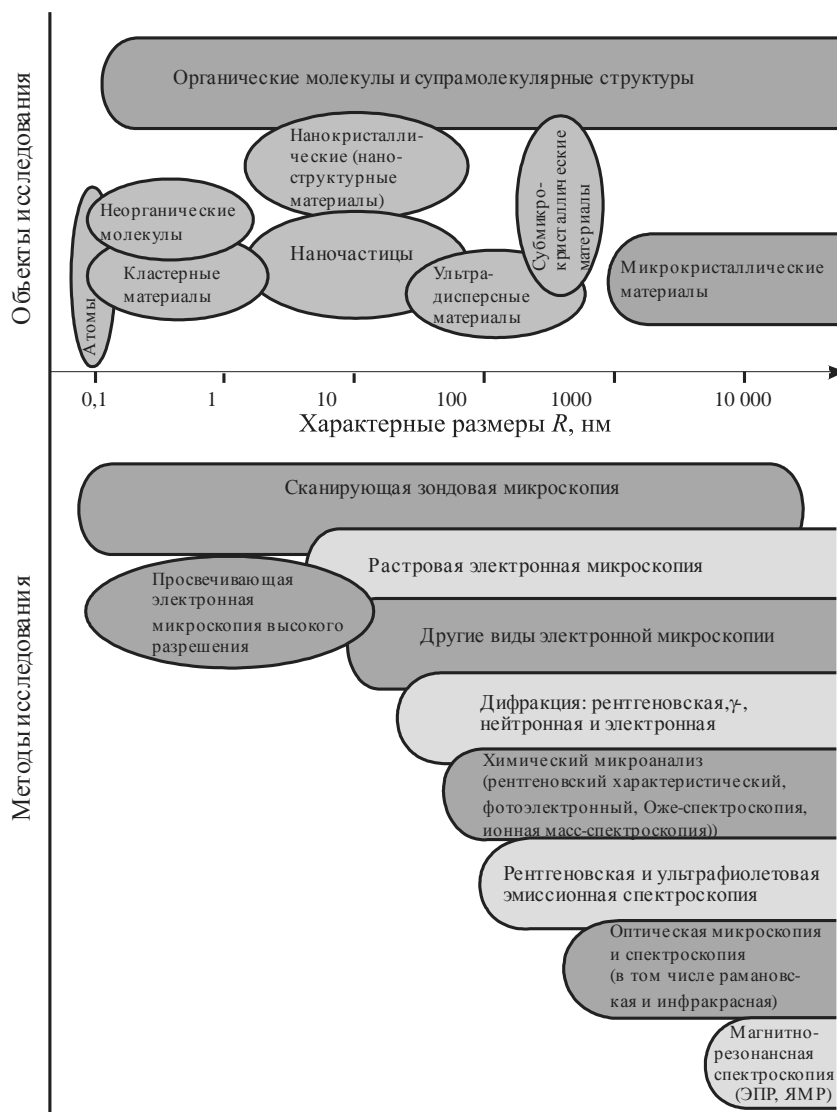 Объекты исследования
Органические молекулы и супрамолекулярные структуры
Нанокристалли-
ческие (нано-
структурные
материалы)
Субмикро-
кристаллические
материалы
Неорганические
молекулы
Наночастицы
Кластерные
материалы
Ультра-
дисперсные
материалы
Микрокристаллические
материалы
Атомы
0,1 1 10 100 1000 10 000
Характерные размеры R, нм
Методы исследования
Сканирующая зондовая микроскопия
Растровая электронная микроскопия
Просвечивающая
электронная
микроскопия высокого
разрешения
Другие виды электронной микроскопии
Дифракция: рентгеновская,γ-,
нейтронная и электронная
Химический микроанализ
(рентгеновский характеристический,
фотоэлектронный, Оже-спектроскопия,
ионная масс-спектроскопия))
Рентгеновская и ультрафиолетовая
эмиссионная спектроскопия
Оптическая микроскопия
и спектроскопия
(в том числе рамановс-
кая и инфракрасная)
Магнитно-
резонансная
спектроскопия
(ЭПР, ЯМР)